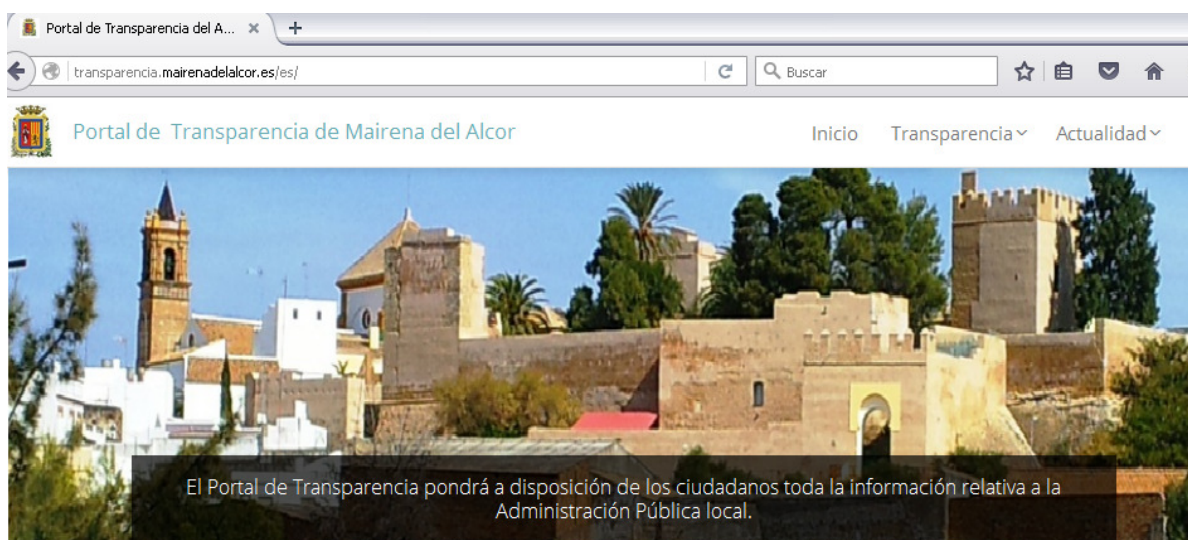 Portal de Transparencia del A...
transparencia.mairenadelalcor.es/es/
Buscar
Portal de Transparencia de Mairena del Alcor
Inicio Transparencia Actualidad
El Portal de Transparencia pondrá a disposición de los ciudadanos toda la información relativa a la
Administración Pública local.